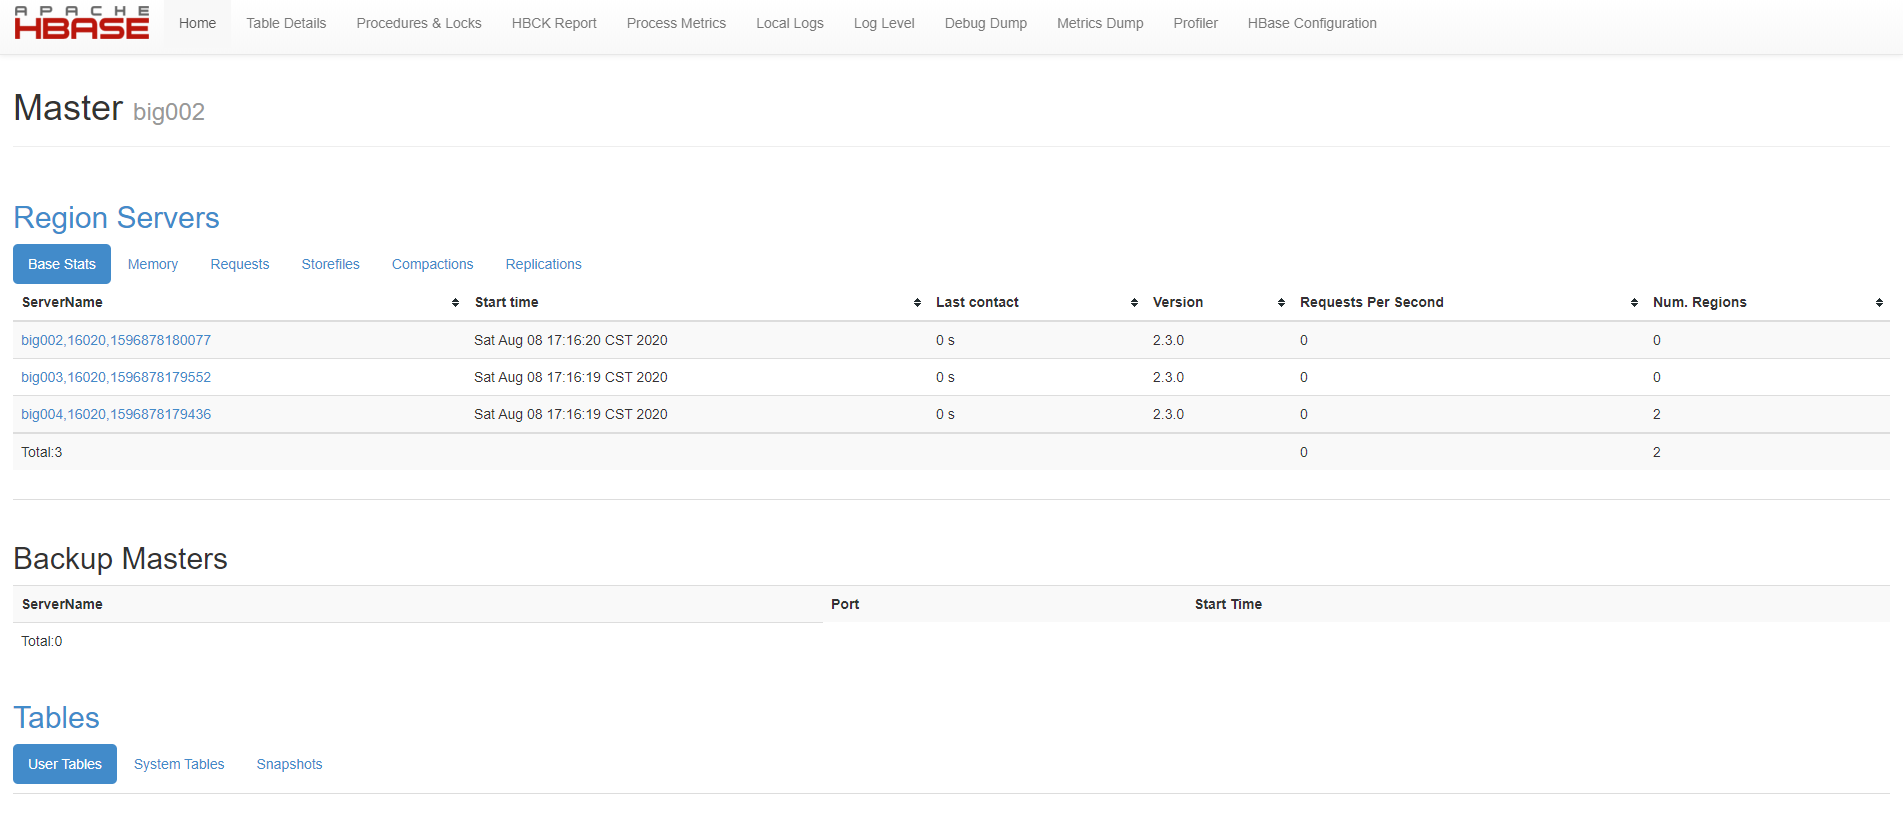 APACHE
HBASE
Home Table Details Procedures & Locks HBCK Report Process Metrics Local Logs Log Level Debug Dump Metrics Dump Profiler HBase Configuration
Master big002
Region Servers
Base Stats Memory Requests Storefiles Compactions Replications
ServerName Start time Last contact Version Requests Per Second Num. Regions
big002,16020,1596878180077 Sat Aug 08 17:16:20 CST 2020 0 s 2.3.0 0 0
big003,16020,1596878179552 Sat Aug 08 17:16:19 CST 2020 0 s 2.3.0 0 0
big004,16020,1596878179436 Sat Aug 08 17:16:19 CST 2020 0 s 2.3.0 0 2
Total:3 0 2
Backup Masters
ServerName Port Start Time
Total:0
Tables
User Tables System Tables Snapshots